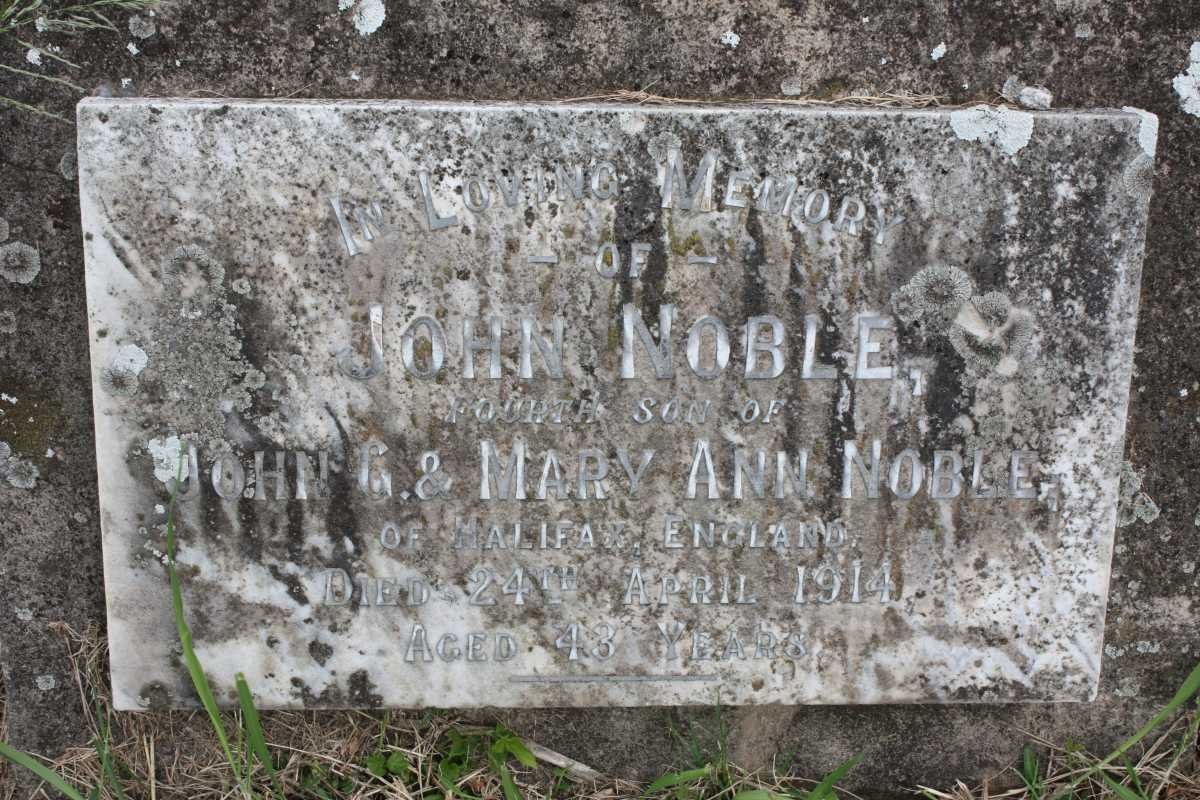 In Loving Memory
- OF -
JOHN NOBLE,
FOURTH SON OF
JOHN G. & MARY ANN NOBLE,
OF HALIFAX, ENGLAND,
DIED 24TH APRIL 1914,
AGED 43 YEARS